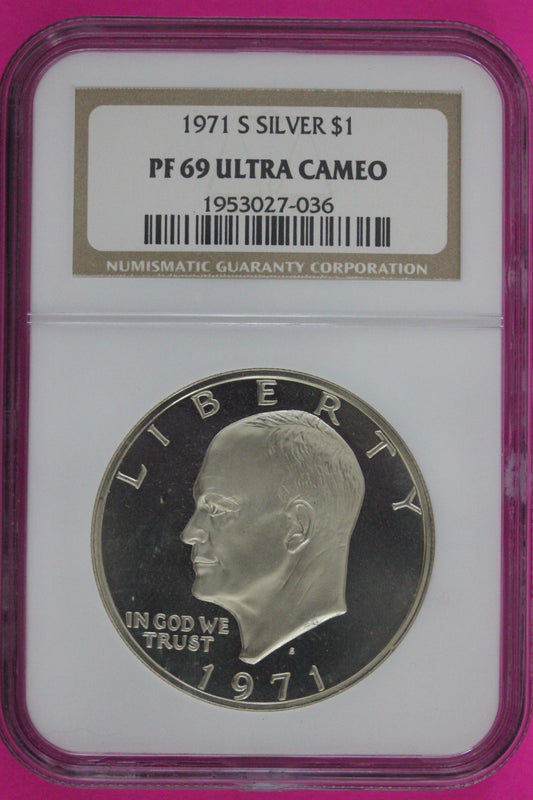 1971 S SILVER $1
PF 69 ULTRA CAMEO
1953027-036
NUMISMATIC GUARANTY CORPORATION
LIBERTY
IN GOD WE
TRUST
S
1971